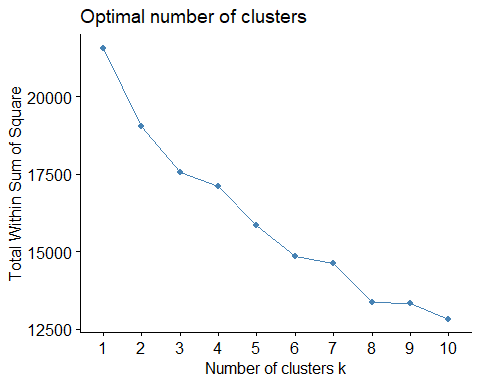 Optimal number of clusters
Total Within Sum of Square
20000
17500
15000
12500
1 2 3 4 5 6 7 8 9 10
Number of clusters k